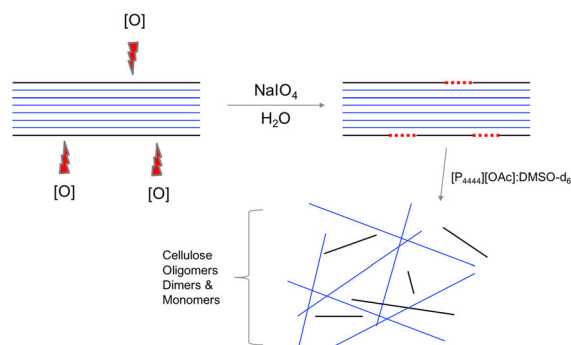 [O]
NaIO4
H2O
[O]
[O]
[P4444][OAc]:DMSO-d6
Cellulose
Oligomers
Dimers &
Monomers